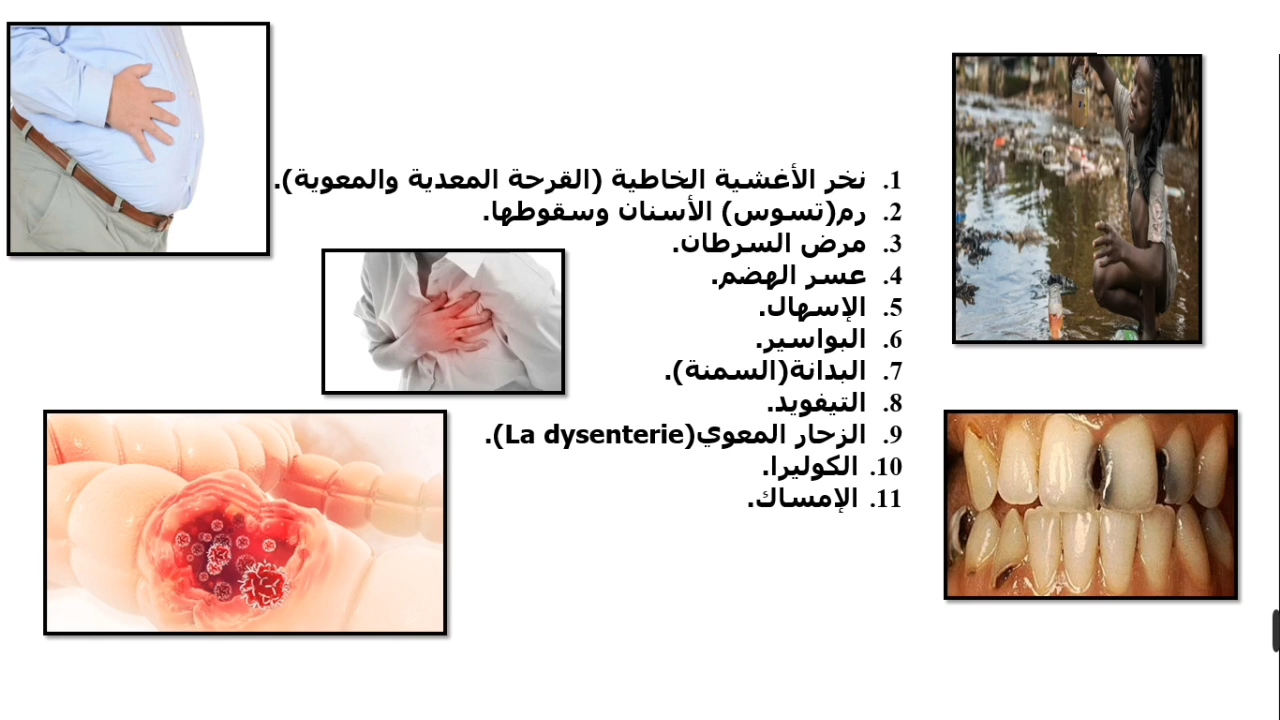 1. نخر الأغشية الخاطية (القرحة المعدية والمعوية).
2. رم(تسوس) الأسنان وسقوطها.
3. مرض السرطان.
4. عسر الهضم.
5. الإسهال.
6. البواسير.
7. البدانة(السمنة).
8. التيفويد.
9. الزحار المعوي(La dysenterie).
10. الكوليرا.
11. الإمساك.